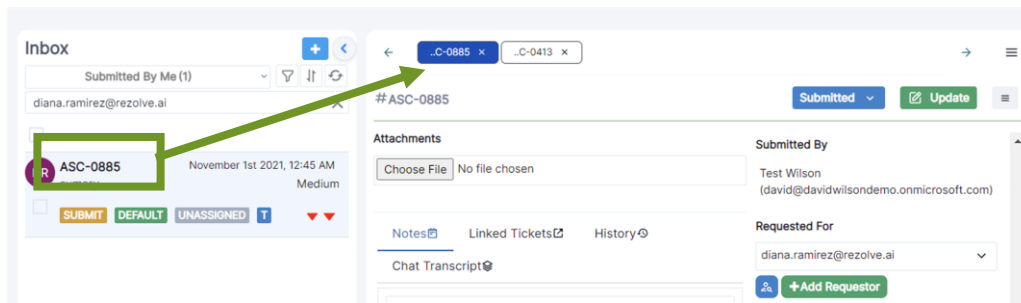 Inbox
+
Submitted By Me (1)
diana.ramirez@rezolve.ai
ASC-0885
November 1st 2021, 12:45 AM
Medium
SUBMIT DEFAULT UNASSIGNED T
..C-0885 × ..C-0413 ×
#ASC-0885
Submitted
Update
Attachments
Choose File No file chosen
Notes Linked Tickets History
Chat Transcript
Submitted By
Test Wilson
(david@davidwilsondemo.onmicrosoft.com)
Requested For
diana.ramirez@rezolve.ai
+Add Requestor